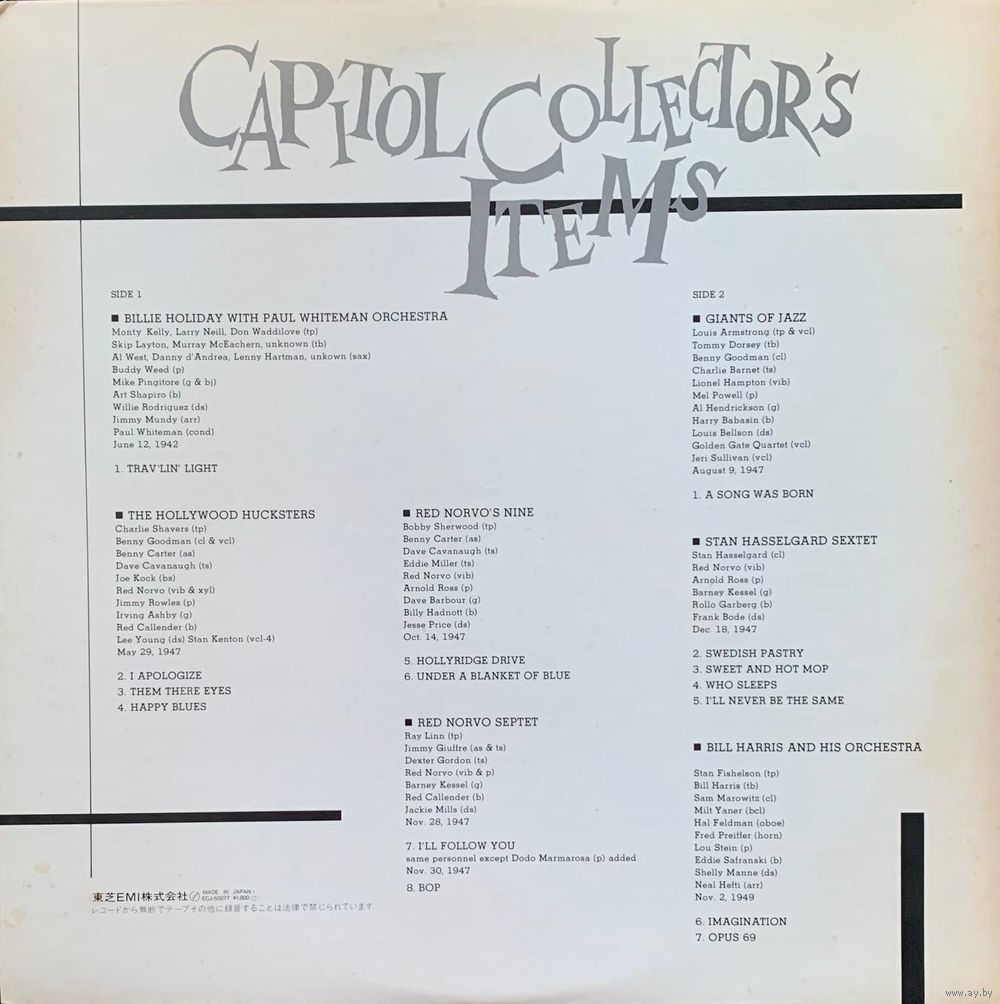 CAPITOL COLLECTOR'S
ITEMS
SIDE 1
■ BILLIE HOLIDAY WITH PAUL WHITEMAN ORCHESTRA
Monty Kelly, Larry Neill, Don Waddilove (tp)
Skip Layton, Murray McEachern, unknown (tb)
Al West, Danny d'Andrea, Lenny Hartman, unkown (sax)
Buddy Weed (p)
Mike Pingitore (g & bj)
Art Shapiro (b)
Willie Rodriguez (ds)
Jimmy Mundy (arr)
Paul Whiteman (cond)
June 12, 1942
1. TRAV'LIN' LIGHT
■ THE HOLLYWOOD HUCKSTERS
Charlie Shavers (tp)
Benny Goodman (cl & vcl)
Benny Carter (as)
Dave Cavanaugh (ts)
Joe Kock (bs)
Red Norvo (vib & xyl)
Jimmy Rowles (p)
Irving Ashby (g)
Red Callender (b)
Lee Young (ds) Stan Kenton (vcl-4)
May 29, 1947
2. I APOLOGIZE
3. THEM THERE EYES
4. HAPPY BLUES
■ RED NORVO'S NINE
Bobby Sherwood (tp)
Benny Carter (as)
Dave Cavanaugh (ts)
Eddie Miller (ts)
Red Norvo (vib)
Arnold Ross (p)
Dave Barbour (g)
Billy Hadnott (b)
Jesse Price (ds)
Oct. 14, 1947
5. HOLLYRIDGE DRIVE
6. UNDER A BLANKET OF BLUE
■ RED NORVO SEPTET
Ray Linn (tp)
Jimmy Giuffre (as & ts)
Dexter Gordon (ts)
Red Norvo (vib & p)
Barney Kessel (g)
Red Callender (b)
Jackie Mills (ds)
Nov. 28, 1947
7. I'LL FOLLOW YOU
same personnel except Dodo Marmarosa (p) added
Nov. 30, 1947
8. BOP
SIDE 2
■ GIANTS OF JAZZ
Louis Armstrong (tp & vcl)
Tommy Dorsey (tb)
Benny Goodman (cl)
Charlie Barnet (ts)
Lionel Hampton (vib)
Mel Powell (p)
Al Hendrickson (g)
Harry Babasin (b)
Louis Bellson (ds)
Golden Gate Quartet (vcl)
Jeri Sullivan (vcl)
August 9, 1947
1. A SONG WAS BORN
■ STAN HASSELGARD SEXTET
Stan Hasselgard (cl)
Red Norvo (vib)
Arnold Ross (p)
Barney Kessel (g)
Rollo Garberg (b)
Frank Bode (ds)
Dec. 18, 1947
2. SWEDISH PASTRY
3. SWEET AND HOT MOP
4. WHO SLEEPS
5. I'LL NEVER BE THE SAME
■ BILL HARRIS AND HIS ORCHESTRA
Stan Fishelson (tp)
Bill Harris (tb)
Sam Marowitz (cl)
Milt Yaner (bcl)
Hal Feldman (oboe)
Fred Preiffer (horn)
Lou Stein (p)
Eddie Safranski (b)
Shelly Manne (ds)
Neal Hefti (arr)
Nov. 2, 1949
6. IMAGINATION
7. OPUS 69
東芝EMI株式会社 Ⓟ MADE IN JAPAN
ECJ-50077 ¥1,800
レコードから無断でテープその他に録音することは法律で禁じられています.
www.ay.by